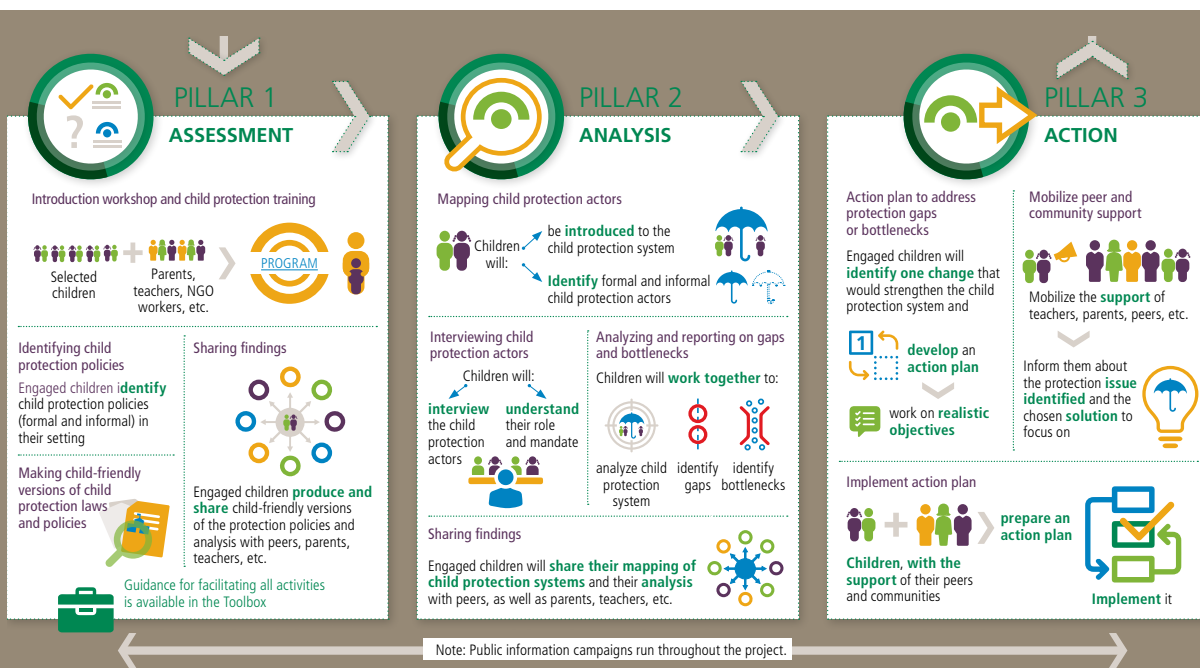 PILLAR 1
ASSESSMENT
Introduction workshop and child protection training
Selected
children
Parents,
teachers, NGO
workers, etc.
PROGRAM
Identifying child
protection policies
Engaged children identify
child protection policies
(formal and informal) in
their setting
Making child-friendly
versions of child
protection laws
and policies
Sharing findings
Engaged children produce and
share child-friendly versions
of the protection policies and
analysis with peers, parents,
teachers, etc.
Guidance for facilitating all activities
is available in the Toolbox
PILLAR 2
ANALYSIS
Mapping child protection actors
Children
will:
be introduced to the
child protection system
Identify formal and informal
child protection actors
Interviewing child
protection actors
Children will:
interview
the child
protection
actors
understand
their role
and mandate
Analyzing and reporting on gaps
and bottlenecks
Children will work together to:
analyze child
protection
system
identify
gaps
identify
bottlenecks
Sharing findings
Engaged children will share their mapping of
child protection systems and their analysis
with peers, as well as parents, teachers, etc.
PILLAR 3
ACTION
Action plan to address
protection gaps
or bottlenecks
Engaged children will
identify one change that
would strengthen the child
protection system and
1
develop an
action plan
work on realistic
objectives
Mobilize peer and
community support
Mobilize the support of
teachers, parents, peers, etc.
Inform them about
the protection issue
identified and the
chosen solution to
focus on
Implement action plan
Children, with the
support of their peers
and communities
prepare an
action plan
Implement it
Note: Public information campaigns run throughout the project.